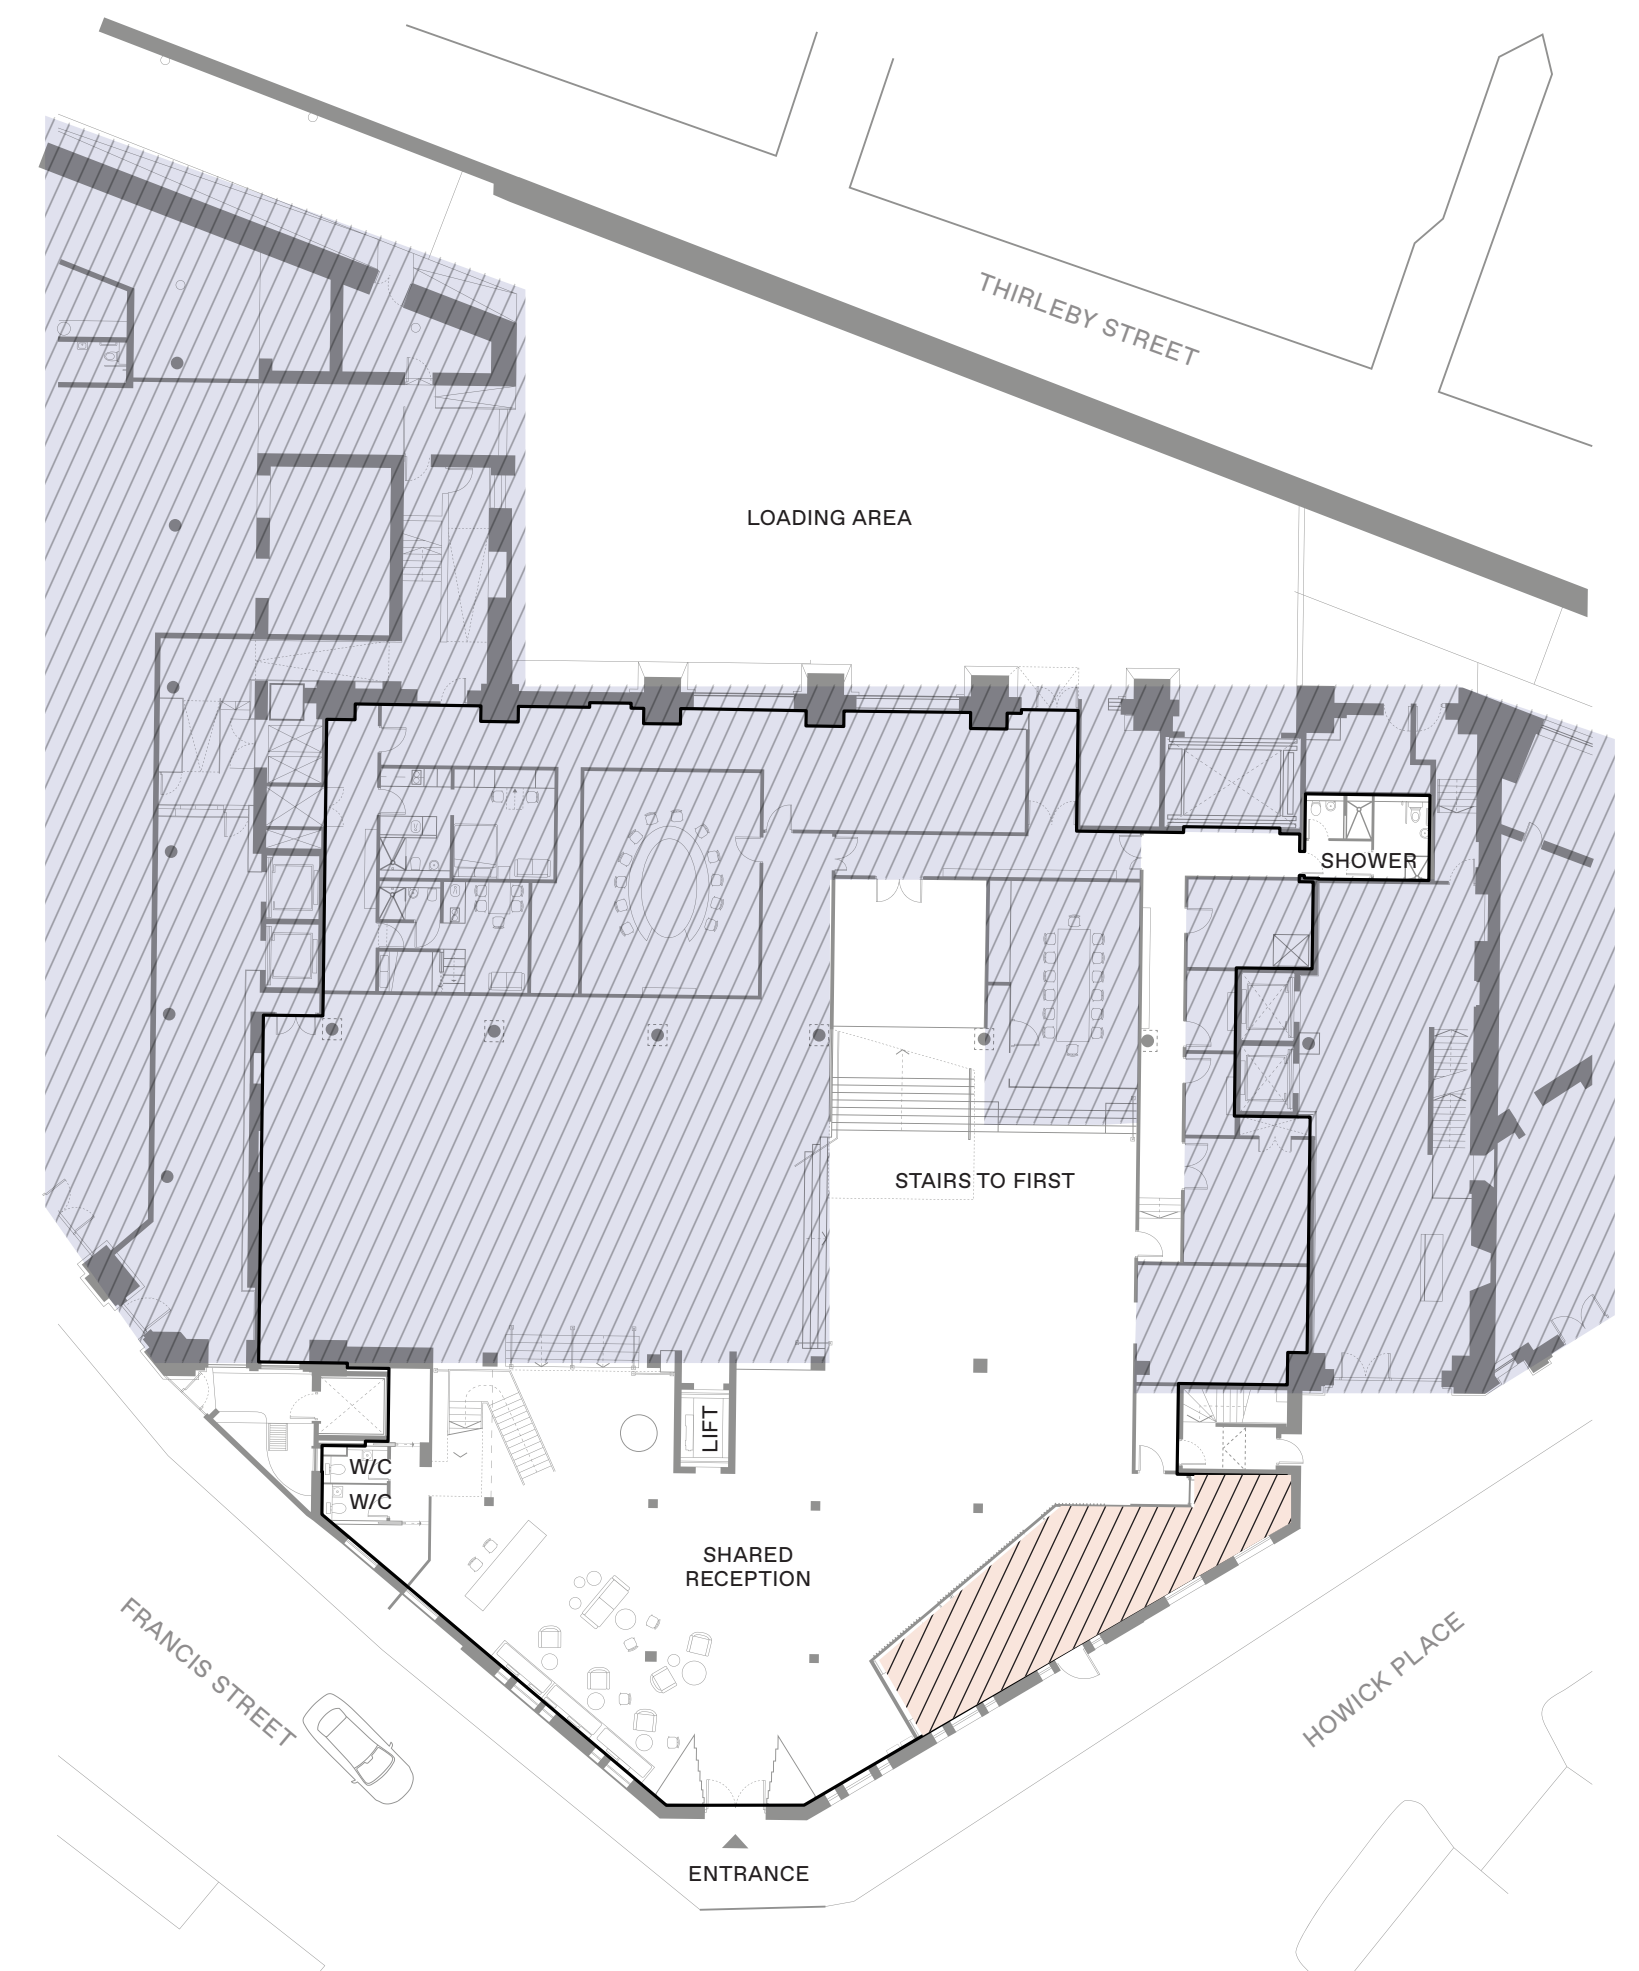 THIRLEBY STREET
LOADING AREA
SHOWER
STAIRS TO FIRST
LIFT
W/C
W/C
SHARED
RECEPTION
FRANCIS STREET
HOWICK PLACE
ENTRANCE